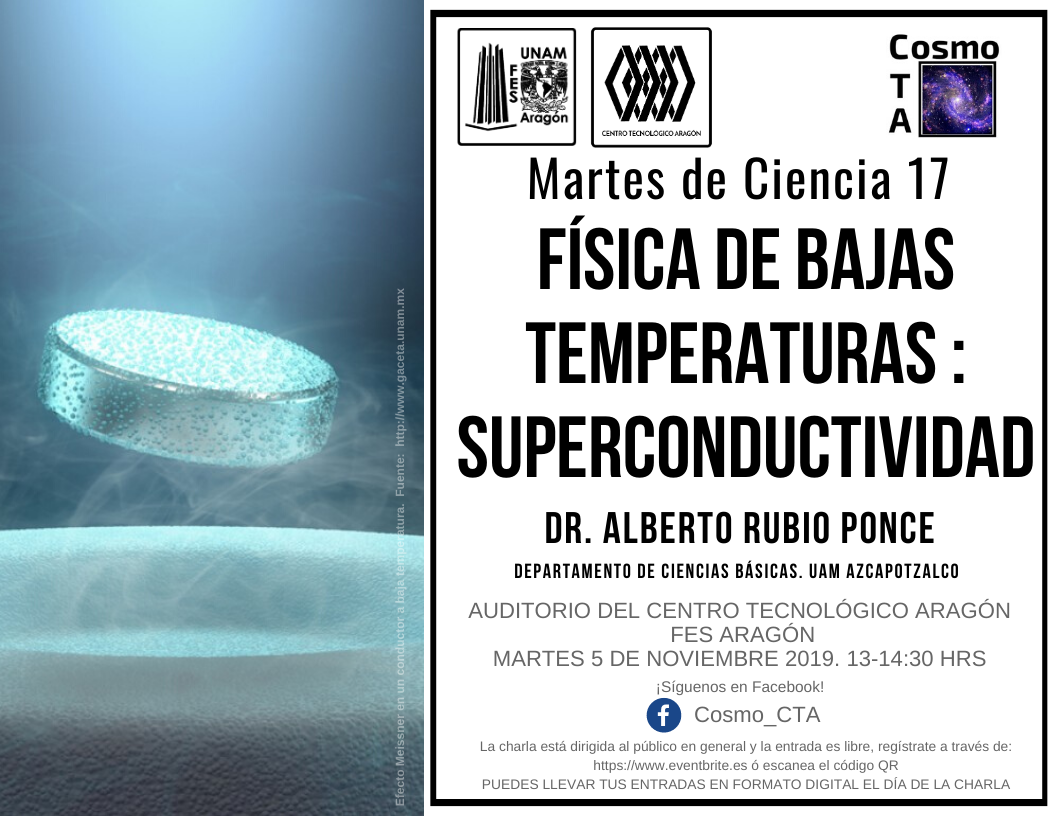 UNAM
FES
Aragón
CENTRO TECNOLÓGICO ARAGÓN
Cosmo
T
A
Martes de Ciencia 17
FÍSICA DE BAJAS
TEMPERATURAS :
SUPERCONDUCTIVIDAD
DR. ALBERTO RUBIO PONCE
DEPARTAMENTO DE CIENCIAS BÁSICAS. UAM AZCAPOTZALCO
AUDITORIO DEL CENTRO TECNOLÓGICO ARAGÓN
FES ARAGÓN
MARTES 5 DE NOVIEMBRE 2019. 13-14:30 HRS
¡Síguenos en Facebook!
Cosmo_CTA
La charla está dirigida al público en general y la entrada es libre, regístrate a través de:
https://www.eventbrite.es ó escanea el código QR
PUEDES LLEVAR TUS ENTRADAS EN FORMATO DIGITAL EL DÍA DE LA CHARLA
Efecto Meissner en un conductor a baja temperatura. Fuente: http://www.gaceta.unam.mx